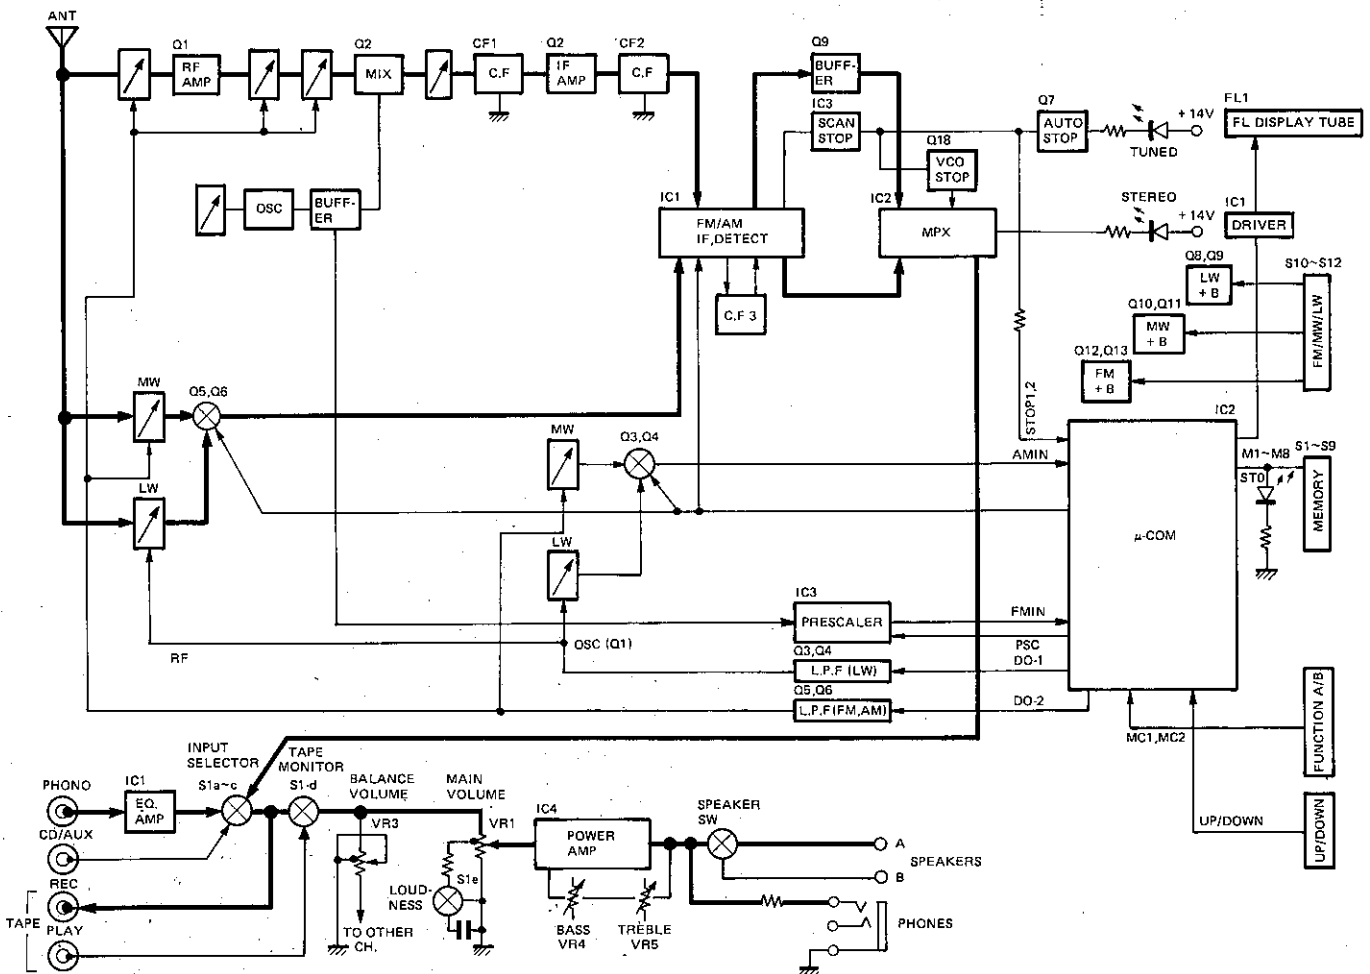 ANT
Q1
RF
AMP
Q2
MIX
CF1
C.F
Q2
IF
AMP
CF2
C.F
Q9
BUFF-
ER
IC3
SCAN
STOP
Q7
AUTO
STOP
TUNED
+14V
FL1
FL DISPLAY TUBE
Q18
VCO
STOP
OSC
BUFF-
ER
IC1
FM/AM
IF,DETECT
IC2
MPX
STEREO
+14V
IC1
DRIVER
C.F 3
Q8,Q9
LW
+ B
S10~S12
FM/MW/LW
Q10,Q11
MW
+ B
Q12,Q13
FM
+ B
MW
Q5,Q6
LW
MW
Q3,Q4
LW
STOP1,2
AMIN
IC2
μ-COM
M1~M8
ST0
S1~S9
MEMORY
IC3
PRESCALER
FMIN
PSC
RF
OSC (Q1)
Q3,Q4
L.P.F (LW)
DO-1
Q5,Q6
L.P.F(FM,AM)
DO-2
MC1,MC2
FUNCTION A/B
UP/DOWN
UP/DOWN
PHONO
IC1
EQ.
AMP
INPUT
SELECTOR
S1a~c
TAPE
MONITOR
S1-d
BALANCE
VOLUME
VR3
MAIN
VOLUME
VR1
IC4
POWER
AMP
SPEAKER
SW
A
SPEAKERS
B
CD/AUX
REC
TAPE
PLAY
TO OTHER
CH.
LOUD-
NESS
S1e
BASS
VR4
TREBLE
VR5
PHONES